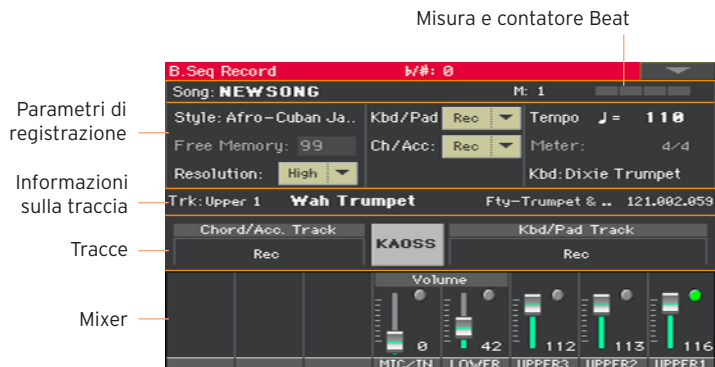 Misura e contatore Beat
B.Seq Record ♭/#: 0
Song: NEWSONG M: 1
Parametri di registrazione
Style: Afro-Cuban Ja.. Kbd/Pad Rec Tempo ♩= 110
Free Memory: 99 Ch/Acc: Rec Meter: 4/4
Resolution: High Kbd: Dixie Trumpet
Informazioni sulla traccia
Trk: Upper 1 Wah Trumpet Fty-Trumpet & .. 121.002.059
Tracce
Chord/Acc. Track KAOSS Kbd/Pad Track
Rec Rec
Mixer
Volume
0 42 112 113 116
MIC/IN LOWER UPPER3 UPPER2 UPPER1